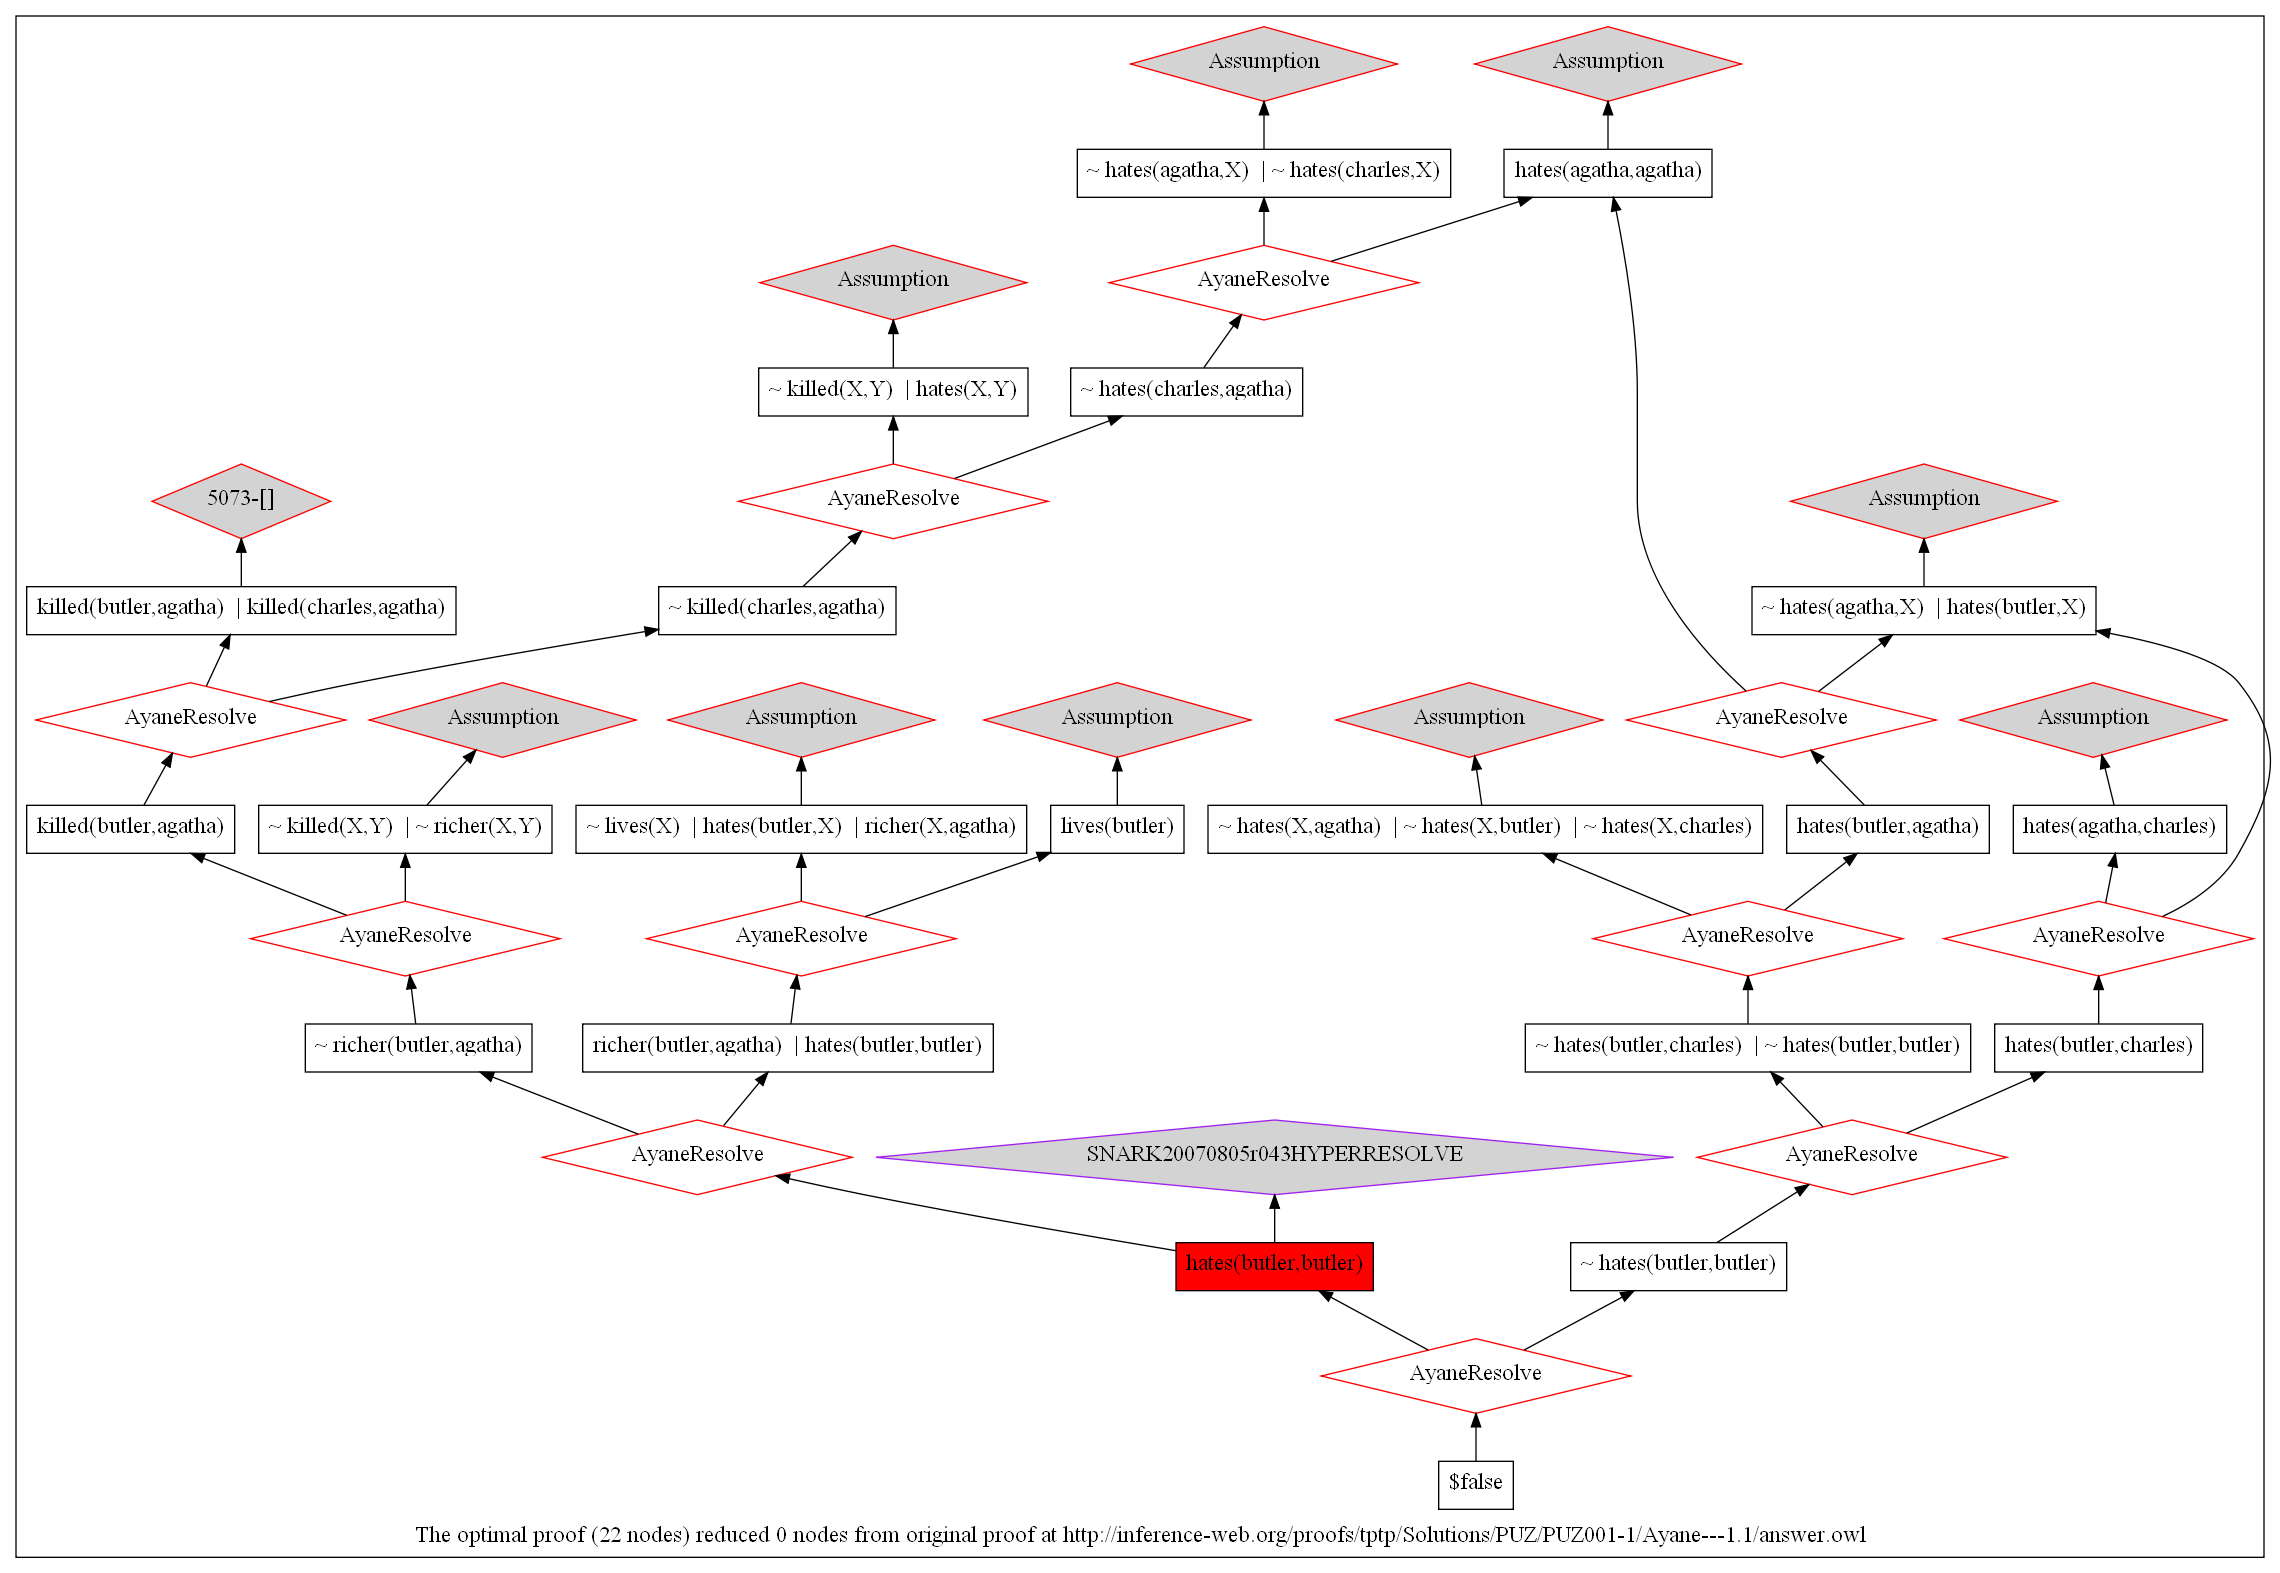 Assumption
Assumption
~ hates(agatha,X) | ~ hates(charles,X)
hates(agatha,agatha)
Assumption
AyaneResolve
~ killed(X,Y) | hates(X,Y)
~ hates(charles,agatha)
5073-[]
AyaneResolve
Assumption
killed(butler,agatha) | killed(charles,agatha)
~ killed(charles,agatha)
~ hates(agatha,X) | hates(butler,X)
AyaneResolve
Assumption
Assumption
Assumption
Assumption
AyaneResolve
Assumption
killed(butler,agatha)
~ killed(X,Y) | ~ richer(X,Y)
~ lives(X) | hates(butler,X) | richer(X,agatha)
lives(butler)
~ hates(X,agatha) | ~ hates(X,butler) | ~ hates(X,charles)
hates(butler,agatha)
hates(agatha,charles)
AyaneResolve
AyaneResolve
AyaneResolve
AyaneResolve
~ richer(butler,agatha)
richer(butler,agatha) | hates(butler,butler)
~ hates(butler,charles) | ~ hates(butler,butler)
hates(butler,charles)
AyaneResolve
SNARK20070805r043HYPERRESOLVE
AyaneResolve
hates(butler,butler)
~ hates(butler,butler)
AyaneResolve
$false
The optimal proof (22 nodes) reduced 0 nodes from original proof at http://inference-web.org/proofs/tptp/Solutions/PUZ/PUZ001-1/Ayane---1.1/answer.owl